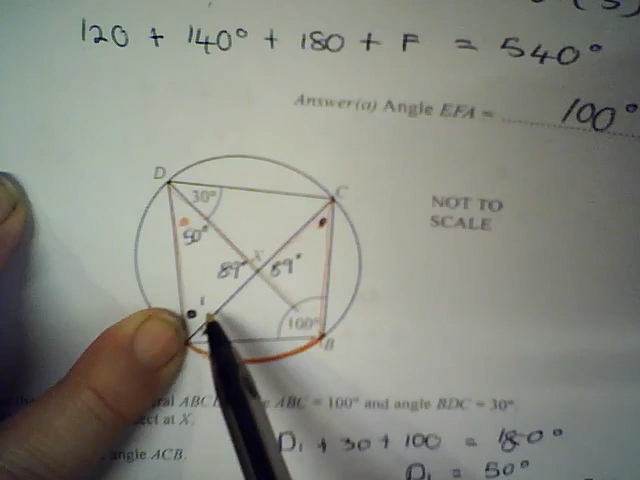 120 + 140° + 180 + F = 540°
Answer(a) Angle EFA = 100°
D
30°
C
50°
NOT TO
SCALE
89° X 89°
1
100°
B
ABC = 100° and angle BDC = 30°.
ect at X.
D₁ + 30 + 100 = 180°
angle ACB.
D₁ = 50°